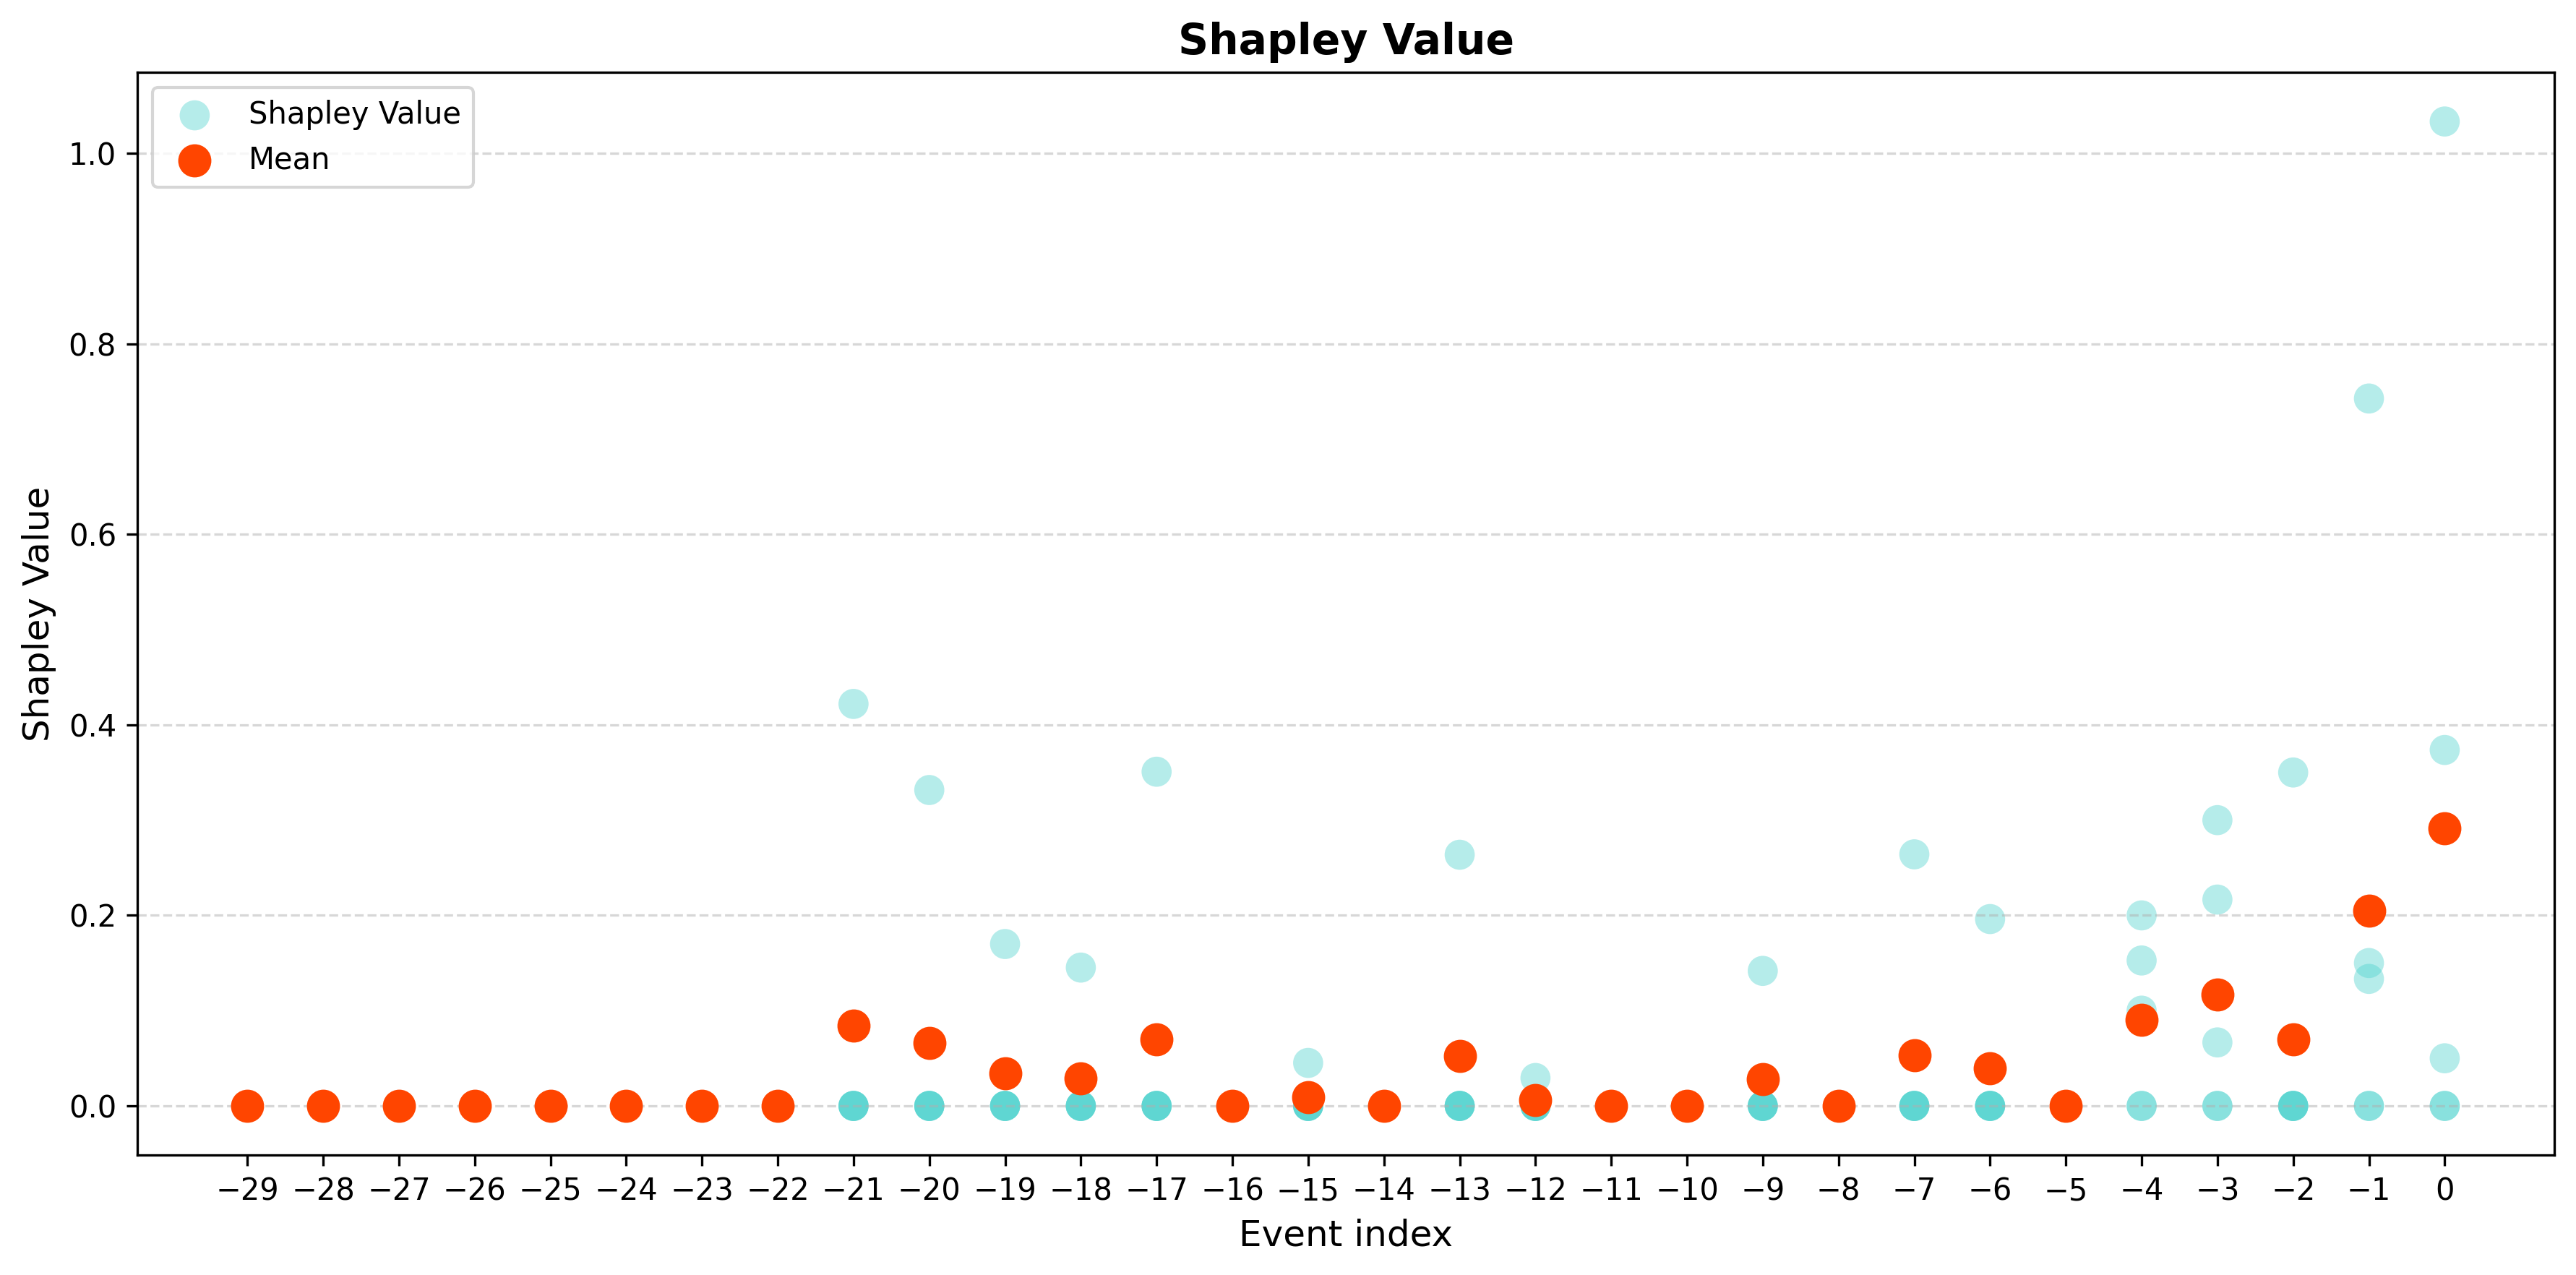 Shapley Value
Shapley Value
Mean
1.0
0.8
0.6
0.4
0.2
0.0
Shapley Value
−29 −28 −27 −26 −25 −24 −23 −22 −21 −20 −19 −18 −17 −16 −15 −14 −13 −12 −11 −10 −9 −8 −7 −6 −5 −4 −3 −2 −1 0
Event index